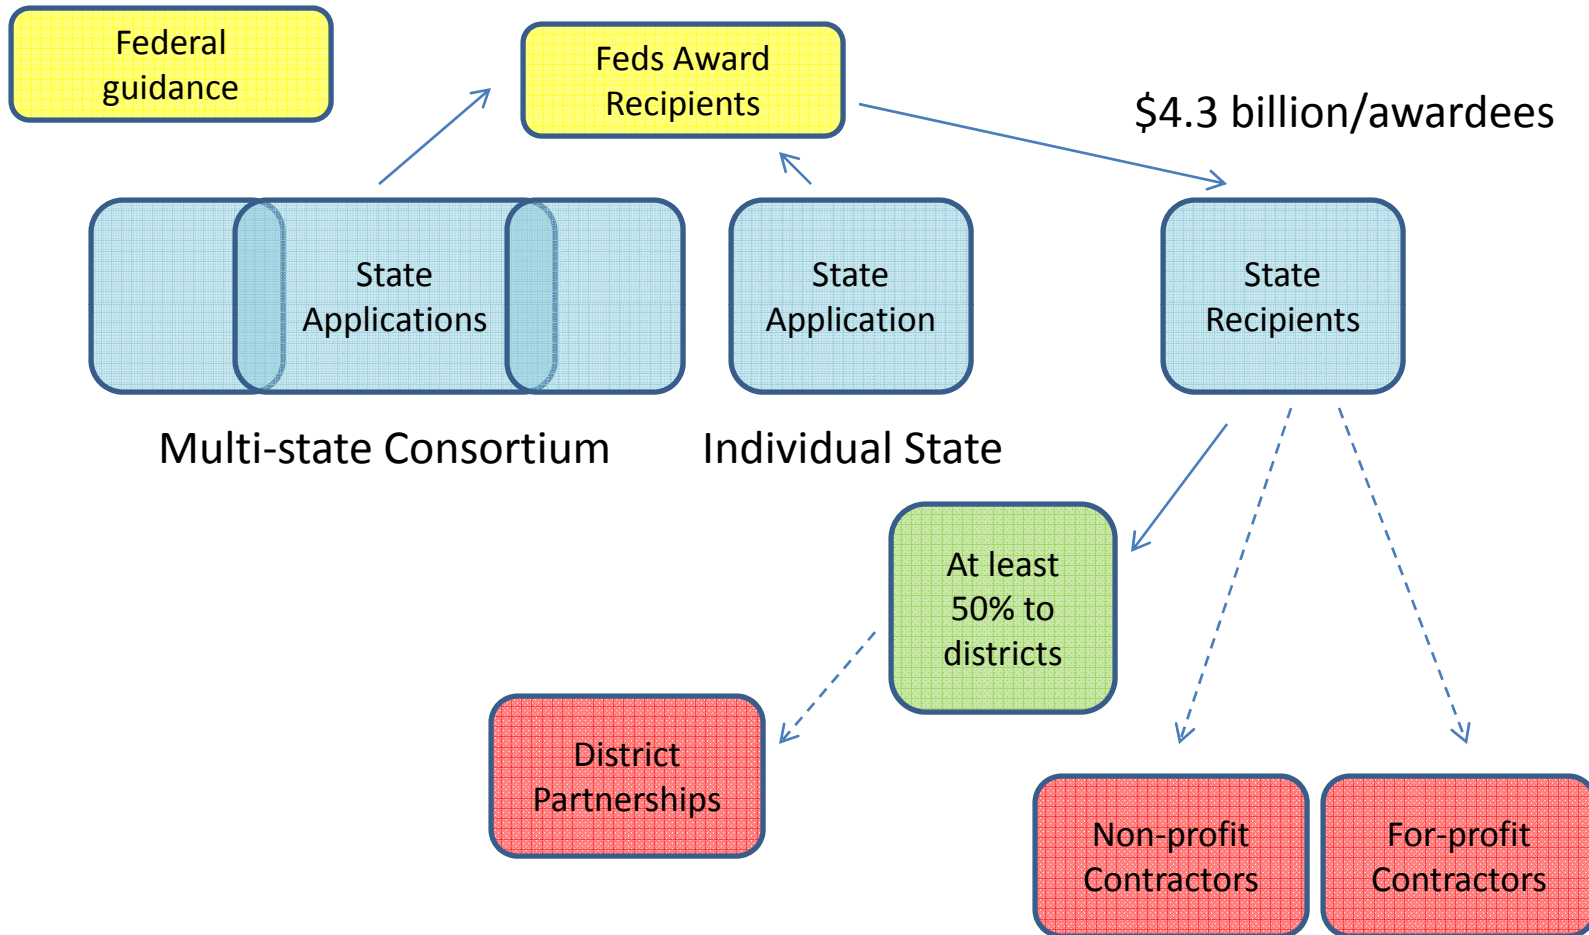 Federal
guidance
Feds Award
Recipients
$4.3 billion/awardees
State
Applications
State
Application
State
Recipients
Multi-state Consortium
Individual State
At least
50% to
districts
District
Partnerships
Non-profit
Contractors
For-profit
Contractors